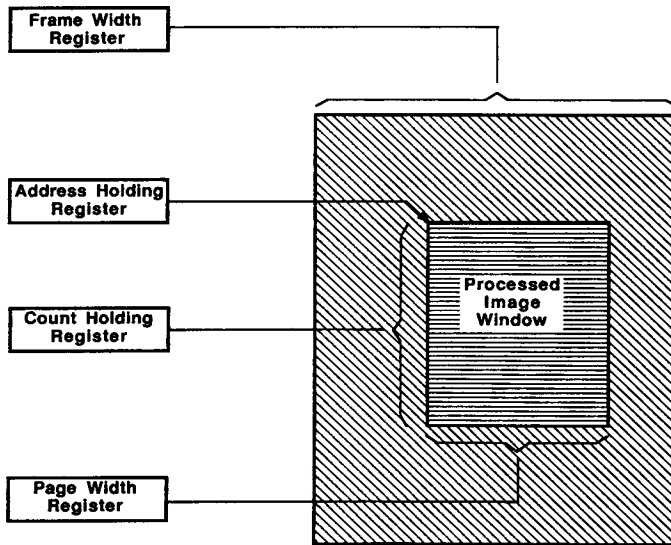 Frame Width
Register
Address Holding
Register
Processed
Image
Window
Count Holding
Register
Page Width
Register